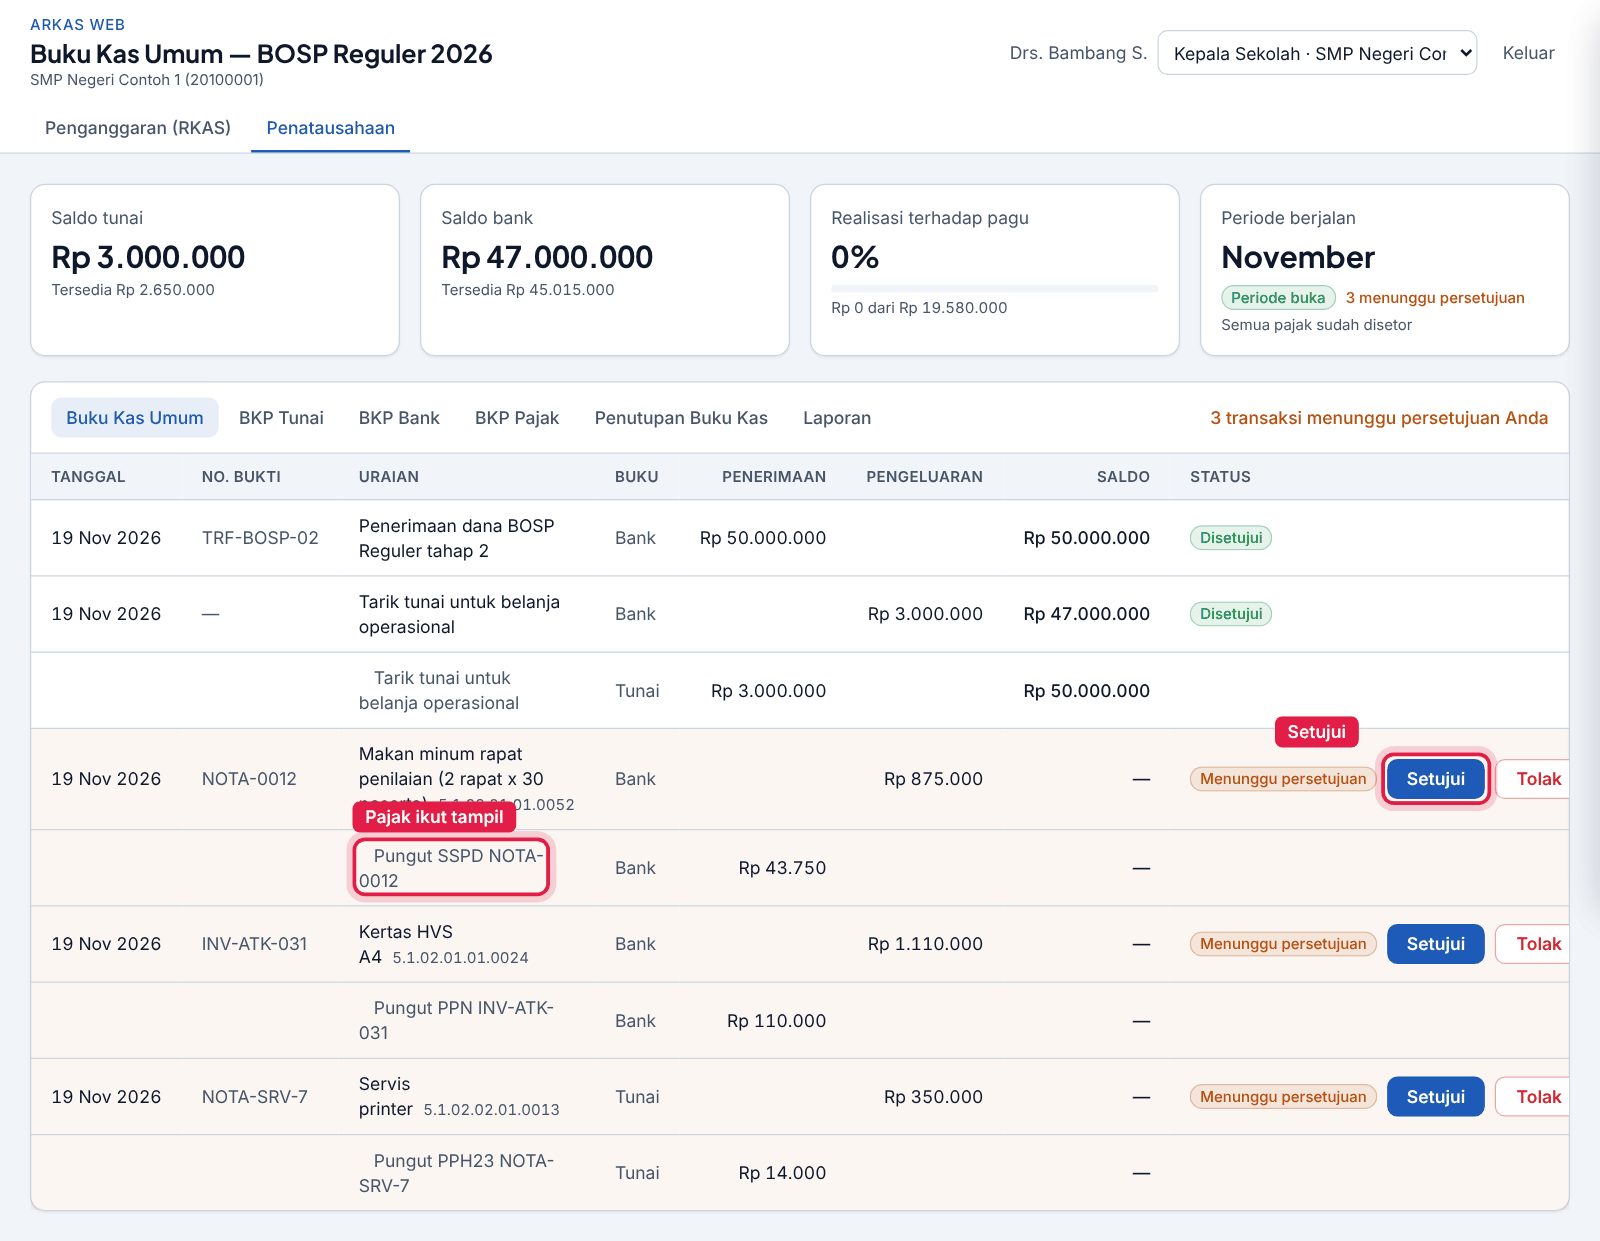 ARKAS WEB
Buku Kas Umum — BOSP Reguler 2026
SMP Negeri Contoh 1 (20100001)
Drs. Bambang S.
Kepala Sekolah · SMP Negeri Cor
Keluar
Penganggaran (RKAS)
Penatausahaan
Saldo tunai
Rp 3.000.000
Tersedia Rp 2.650.000
Saldo bank
Rp 47.000.000
Tersedia Rp 45.015.000
Realisasi terhadap pagu
0%
Rp 0 dari Rp 19.580.000
Periode berjalan
November
Periode buka 3 menunggu persetujuan
Semua pajak sudah disetor
Buku Kas Umum BKP Tunai BKP Bank BKP Pajak Penutupan Buku Kas Laporan 3 transaksi menunggu persetujuan Anda
TANGGAL NO. BUKTI URAIAN BUKU PENERIMAAN PENGELUARAN SALDO STATUS
19 Nov 2026 TRF-BOSP-02 Penerimaan dana BOSP
Reguler tahap 2
Bank Rp 50.000.000 Rp 50.000.000 Disetujui
19 Nov 2026 — Tarik tunai untuk belanja
operasional
Bank Rp 3.000.000 Rp 47.000.000 Disetujui
Tarik tunai untuk
belanja operasional
Tunai Rp 3.000.000 Rp 50.000.000
Setujui
19 Nov 2026 NOTA-0012 Makan minum rapat
penilaian (2 rapat x 30
01.0052
Bank Rp 875.000 — Menunggu persetujuan Setujui Tolak
Pajak ikut tampil
Pungut SSPD NOTA-
0012
Bank Rp 43.750 —
19 Nov 2026 INV-ATK-031 Kertas HVS
A4 5.1.02.01.01.0024
Bank Rp 1.110.000 — Menunggu persetujuan Setujui Tolak
Pungut PPN INV-ATK-
031
Bank Rp 110.000 —
19 Nov 2026 NOTA-SRV-7 Servis
printer 5.1.02.02.01.0013
Tunai Rp 350.000 — Menunggu persetujuan Setujui Tolak
Pungut PPH23 NOTA-
SRV-7
Tunai Rp 14.000 —